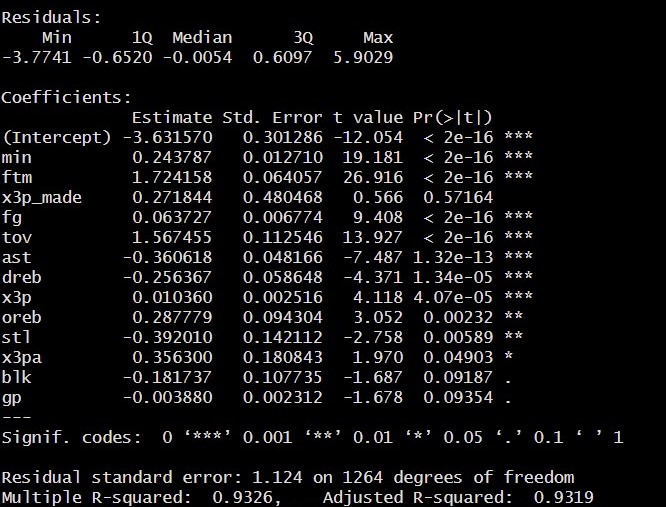 Residuals:
    Min      1Q  Median      3Q     Max
-3.7741 -0.6520 -0.0054  0.6097  5.9029
Coefficients:
             Estimate Std. Error t value Pr(>|t|)
(Intercept) -3.631570   0.301286 -12.054  < 2e-16 ***
min          0.243787   0.012710  19.181  < 2e-16 ***
ftm          1.724158   0.064057  26.916  < 2e-16 ***
x3p_made     0.271844   0.480468   0.566  0.57164
fg           0.063727   0.006774   9.408  < 2e-16 ***
tov          1.567455   0.112546  13.927  < 2e-16 ***
ast         -0.360618   0.048166  -7.487 1.32e-13 ***
dreb        -0.256367   0.058648  -4.371 1.34e-05 ***
x3p          0.010360   0.002516   4.118 4.07e-05 ***
oreb         0.287779   0.094304   3.052  0.00232 **
stl         -0.392010   0.142112  -2.758  0.00589 **
x3pa         0.356300   0.180843   1.970  0.04903 *
blk         -0.181737   0.107735  -1.687  0.09187 .
gp          -0.003880   0.002312  -1.678  0.09354 .
---
Signif. codes:  0 ‘***’ 0.001 ‘**’ 0.01 ‘*’ 0.05 ‘.’ 0.1 ‘ ’ 1
Residual standard error: 1.124 on 1264 degrees of freedom
Multiple R-squared:  0.9326,    Adjusted R-squared:  0.9319